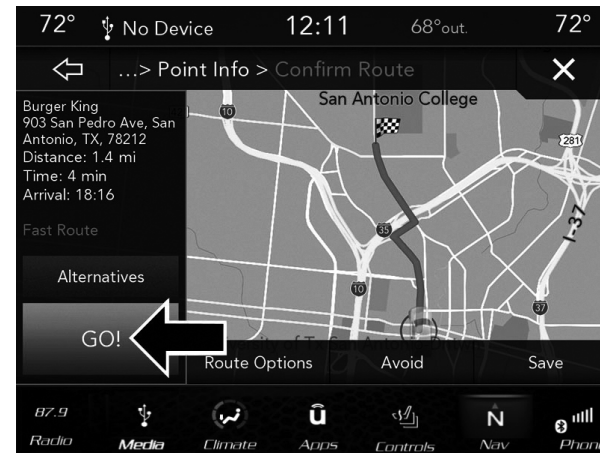 72° No Device 12:11 68°out. 72°
...> Point Info > Confirm Route X
Burger King
903 San Pedro Ave, San
Antonio, TX, 78212
Distance: 1.4 mi
Time: 4 min
Arrival: 18:16
Fast Route
Alternatives
GO!
San Antonio College
10
281
I-37
35
10
37
Route Options Avoid Save
87.9 ü N
Radio Media Climate Apps Controls Nav Phon